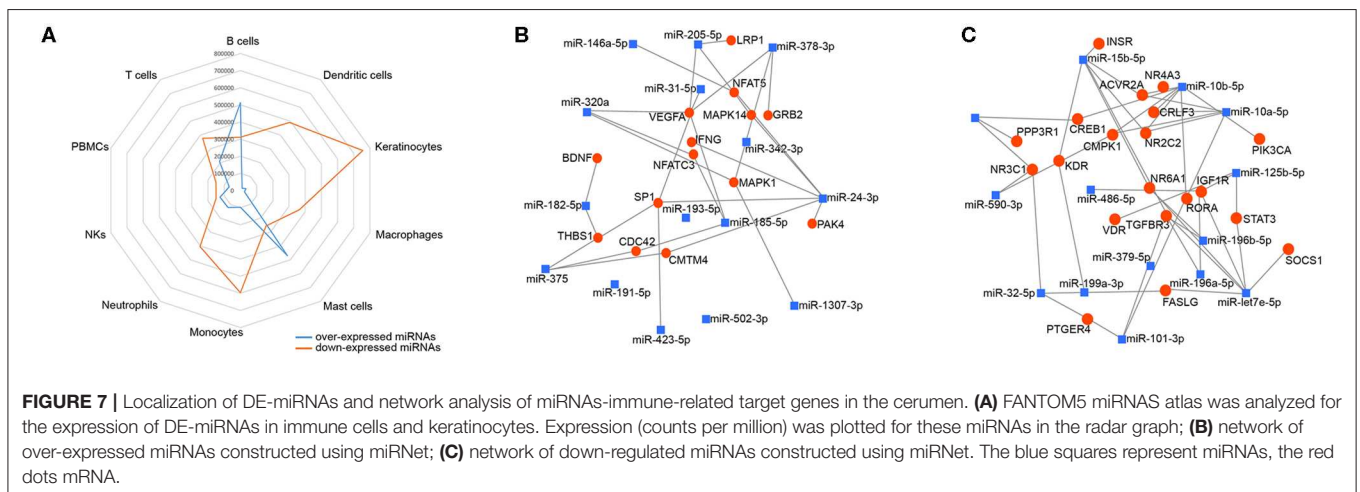 A
B cells
800000
700000
600000
500000
400000
300000
200000
100000
0
T cells
Dendritic cells
PBMCs
Keratinocytes
NKs
Macrophages
Neutrophils
Mast cells
Monocytes
over-expressed miRNAs
down-expressed miRNAs
B
miR-146a-5p
miR-205-5p
LRP1
miR-378-3p
NFAT5
miR-31-5p
miR-320a
VEGFA
MAPK14
GRB2
IFNG
miR-342-3p
NFATC3
BDNF
MAPK1
SP1
miR-24-3p
miR-182-5p
miR-193-5p
miR-185-5p
PAK4
THBS1
CDC42
CMTM4
miR-375
miR-191-5p
miR-1307-3p
miR-502-3p
miR-423-5p
C
INSR
miR-15b-5p
NR4A3
ACVR2A
miR-10b-5p
CRLF3
miR-10a-5p
PPP3R1
CREB1
CMPK1
NR2C2
PIK3CA
NR3C1
KDR
NR6A1
IGF1R
miR-125b-5p
miR-590-3p
miR-486-5p
RORA
VDR
TGFBR3
STAT3
miR-196b-5p
miR-379-5p
SOCS1
miR-32-5p
miR-199a-3p
miR-196a-5p
FASLG
miR-let7e-5p
PTGER4
miR-101-3p
FIGURE 7 | Localization of DE-miRNAs and network analysis of miRNAs-immune-related target genes in the cerumen. (A) FANTOM5 miRNAS atlas was analyzed for
the expression of DE-miRNAs in immune cells and keratinocytes. Expression (counts per million) was plotted for these miRNAs in the radar graph; (B) network of
over-expressed miRNAs constructed using miRNet; (C) network of down-regulated miRNAs constructed using miRNet. The blue squares represent miRNAs, the red
dots mRNA.